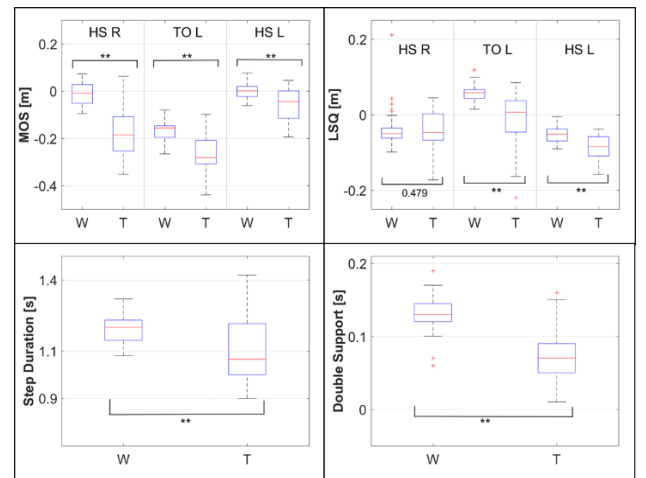 HS R TO L HS L
** ** **
0.2
0
-0.2
-0.4
MOS [m]
W T W T W T
HS R TO L HS L
0.2
0
-0.2
LSQ [m]
0.479 ** **
W T W T W T
1.4
1.1
0.9
Step Duration [s]
**
W T
0.2
0.1
0
Double Support [s]
**
W T